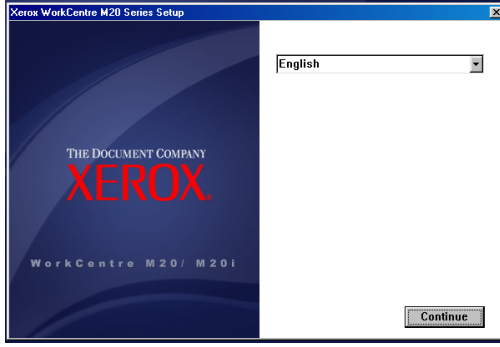 Xerox WorkCentre M20 Series Setup
English
THE DOCUMENT COMPANY
XEROX.
WorkCentre M20/ M20i
Continue